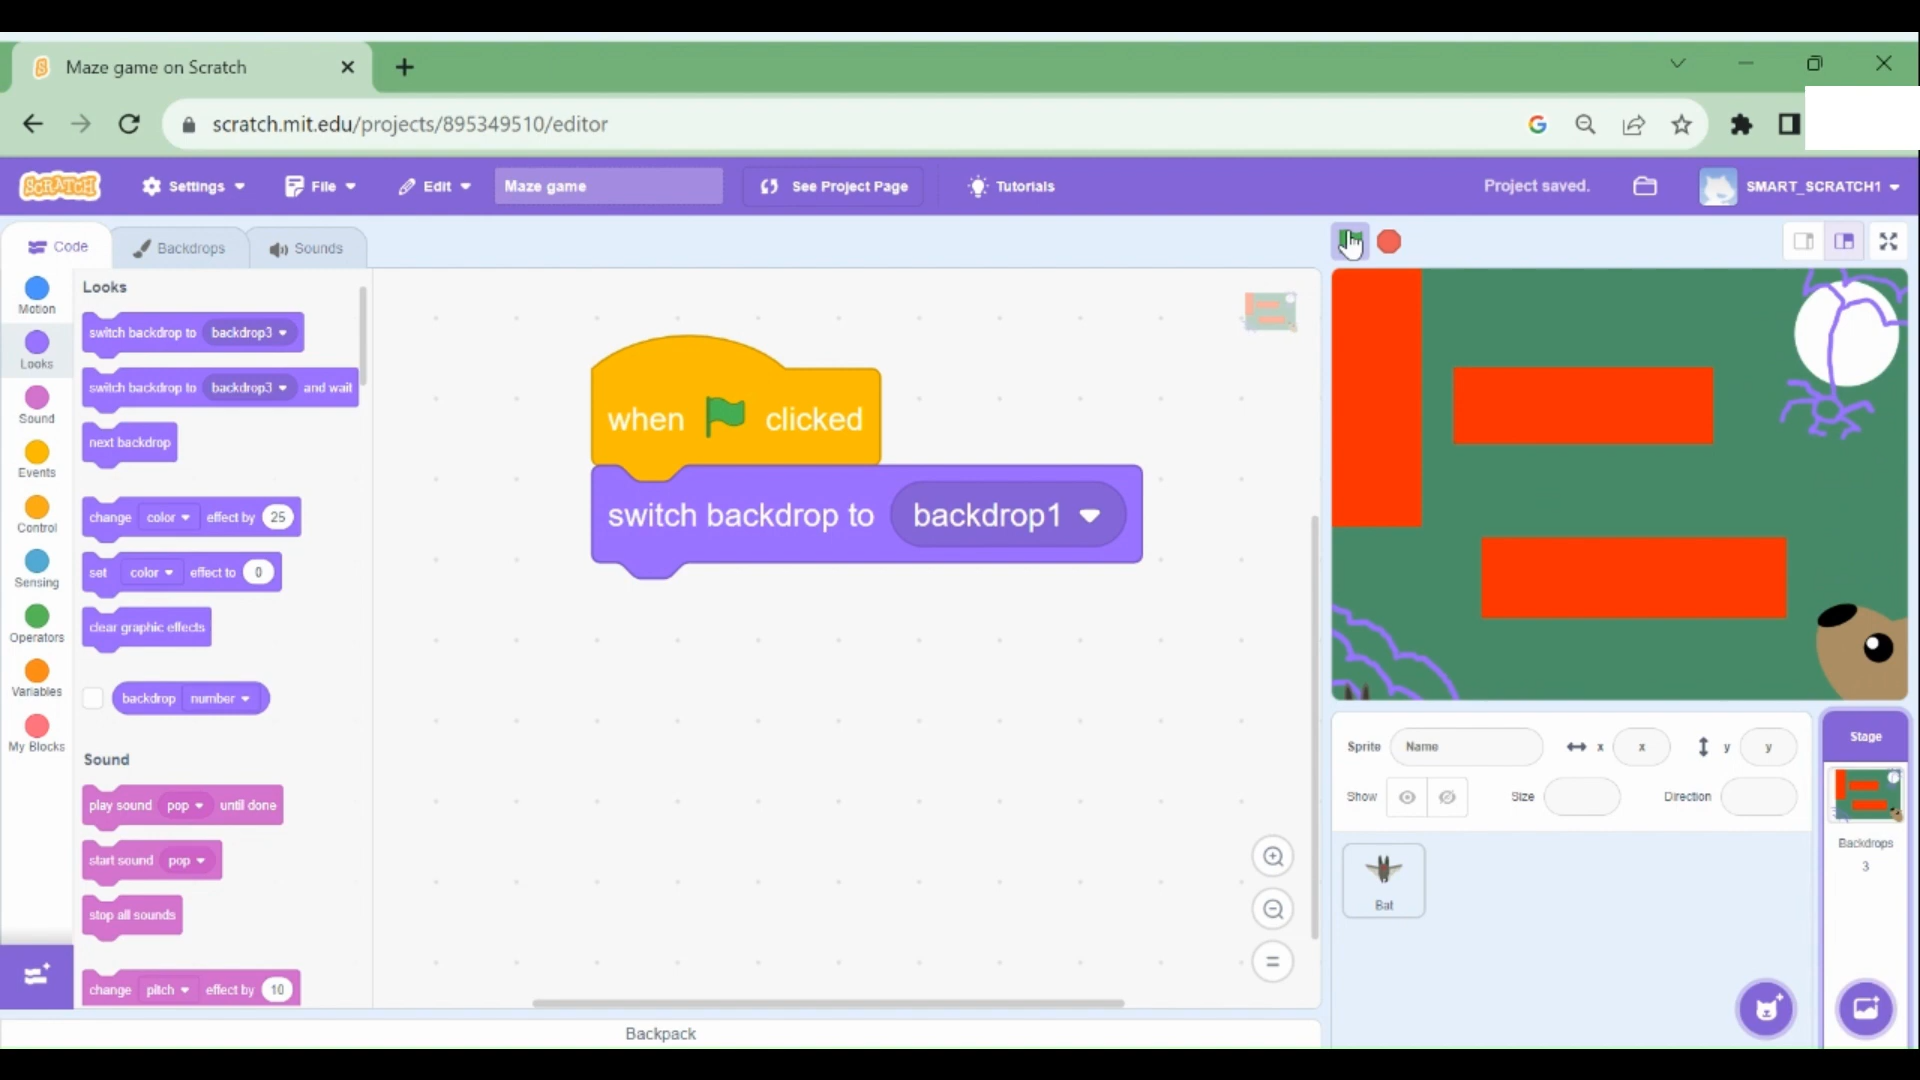 Maze game on Scratch
scratch.mit.edu/projects/895349510/editor
SCRATCH
Settings
File
Edit
Maze game
See Project Page
Tutorials
Project saved.
SMART_SCRATCH1
Code
Backdrops
Sounds
Motion
Looks
Sound
Events
Control
Sensing
Operators
Variables
My Blocks
Looks
switch backdrop to backdrop3
switch backdrop to backdrop3 and wait
next backdrop
change color effect by 25
set color effect to 0
clear graphic effects
backdrop number
Sound
play sound pop until done
start sound pop
stop all sounds
change pitch effect by 10
when clicked
switch backdrop to backdrop1
Backpack
Sprite Name x x y y
Show Size Direction
Bat
Stage
Backdrops
3